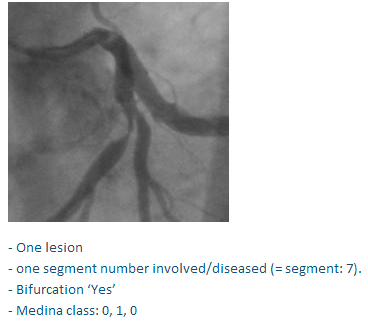 - One lesion
- one segment number involved/diseased (= segment: 7).
- Bifurcation ‘Yes’
- Medina class: 0, 1, 0